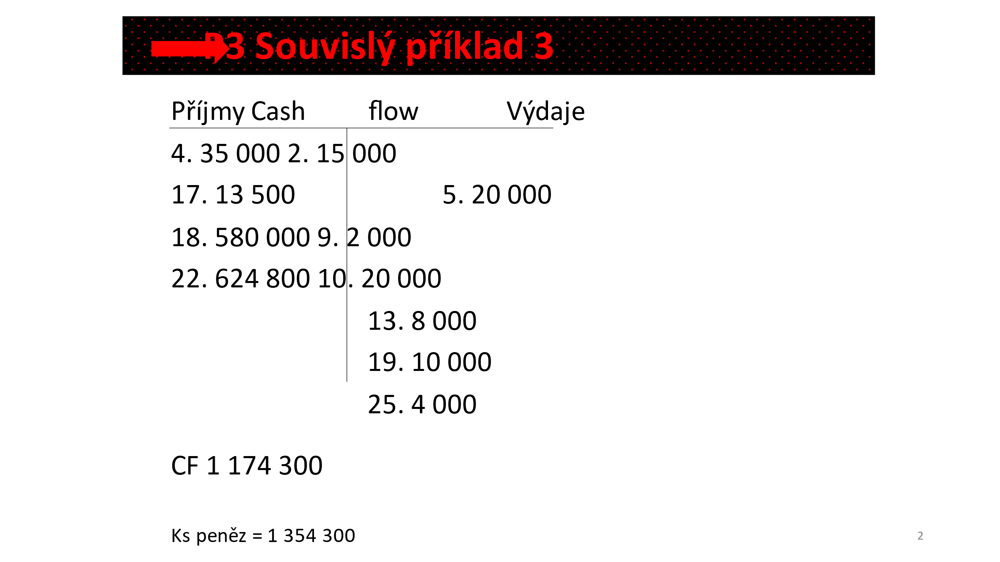 P3 Souvislý příklad 3
Příjmy Cash flow Výdaje
4. 35 000 2. 15 000
17. 13 500 5. 20 000
18. 580 000 9. 2 000
22. 624 800 10. 20 000
13. 8 000
19. 10 000
25. 4 000
CF 1 174 300
Ks peněz = 1 354 300
2